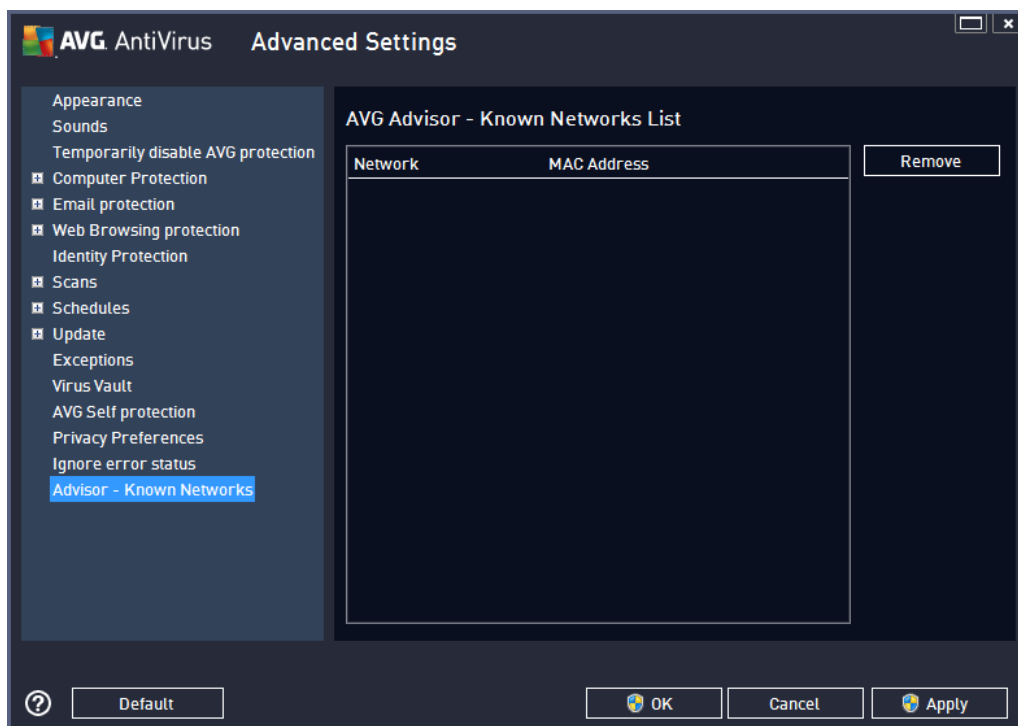 AVG. AntiVirus Advanced Settings
Appearance
Sounds
Temporarily disable AVG protection
Computer Protection
Email protection
Web Browsing protection
Identity Protection
Scans
Schedules
Update
Exceptions
Virus Vault
AVG Self protection
Privacy Preferences
Ignore error status
Advisor - Known Networks
AVG Advisor - Known Networks List
Network MAC Address
Remove
Default
OK
Cancel
Apply